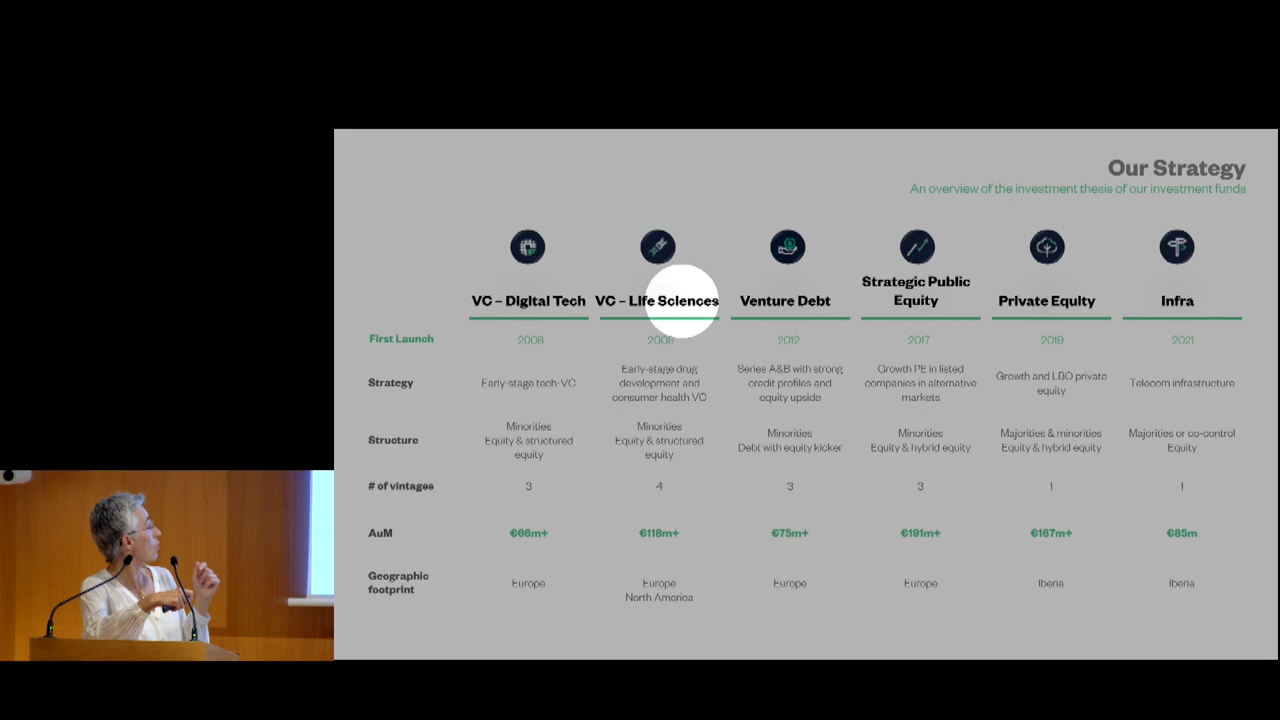 Our Strategy
An overview of the investment thesis of our investment funds
VC – Digital Tech
VC – Life Sciences
Venture Debt
Strategic Public
Equity
Private Equity
Infra
First Launch
2008
2008
2012
2017
2019
2021
Strategy
Early-stage tech-VC
Early-stage drug
development and
consumer health VC
Series A&B with strong
credit profiles and
equity upside
Growth PE in listed
companies in alternative
markets
Growth and LBO private
equity
Telecom infrastructure
Structure
Minorities
Equity & structured
equity
Minorities
Equity & structured
equity
Minorities
Debt with equity kicker
Minorities
Equity & hybrid equity
Majorities & minorities
Equity & hybrid equity
Majorities or co-control
Equity
# of vintages
3
4
3
3
1
1
AuM
€66m+
€118m+
€75m+
€191m+
€167m+
€85m
Geographic
footprint
Europe
Europe
North America
Europe
Europe
Iberia
Iberia